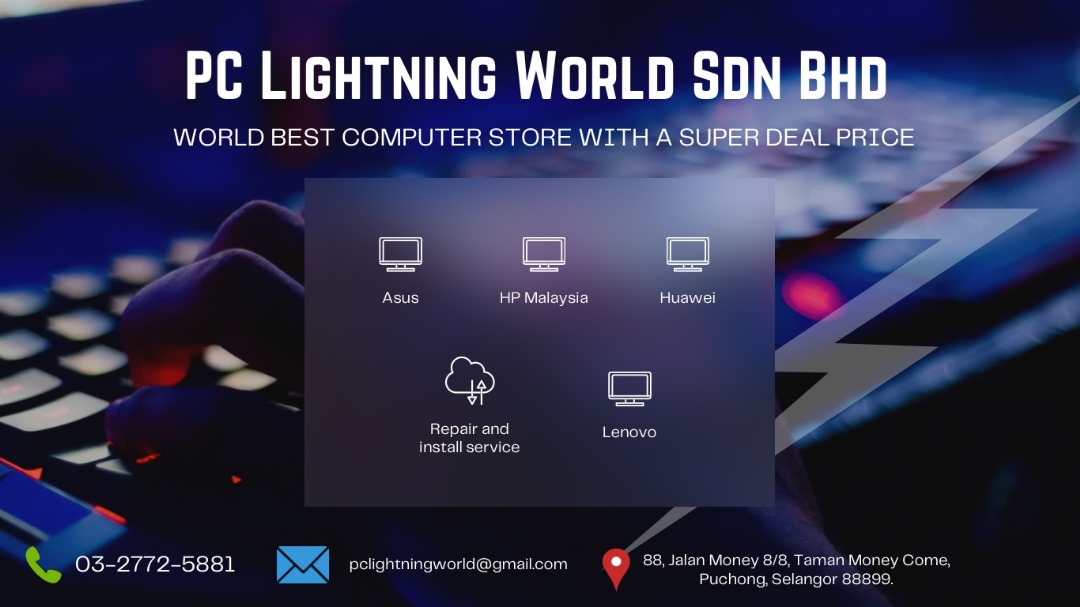 PC Lightning World Sdn Bhd
WORLD BEST COMPUTER STORE WITH A SUPER DEAL PRICE
Asus
HP Malaysia
Huawei
Repair and
install service
Lenovo
03-2772-5881
pclightningworld@gmail.com
88, Jalan Money 8/8, Taman Money Come,
Puchong, Selangor 88899.